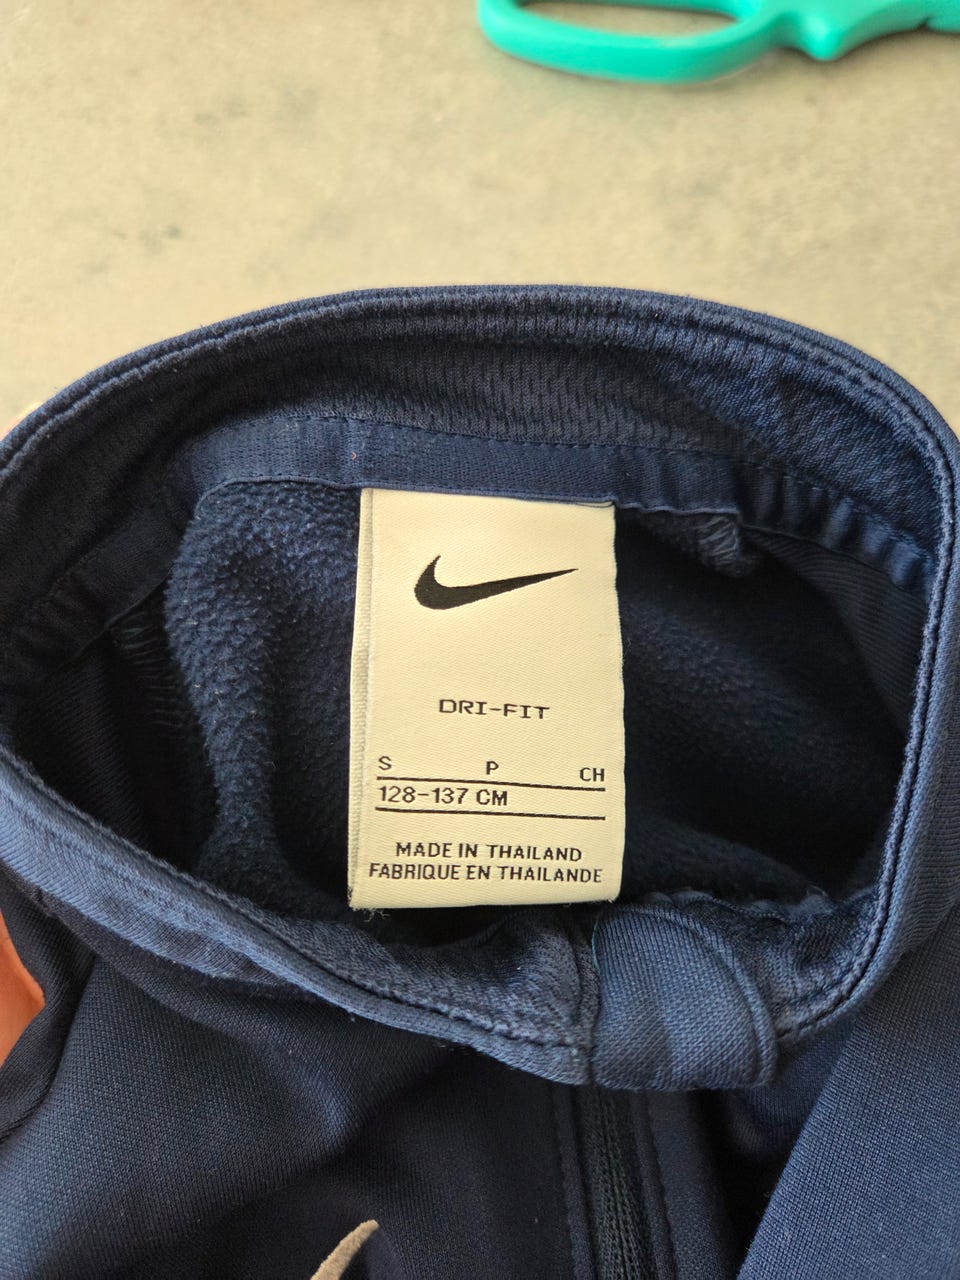 DRI-FIT
S P CH
128-137 CM
MADE IN THAILAND
FABRIQUE EN THAILANDE